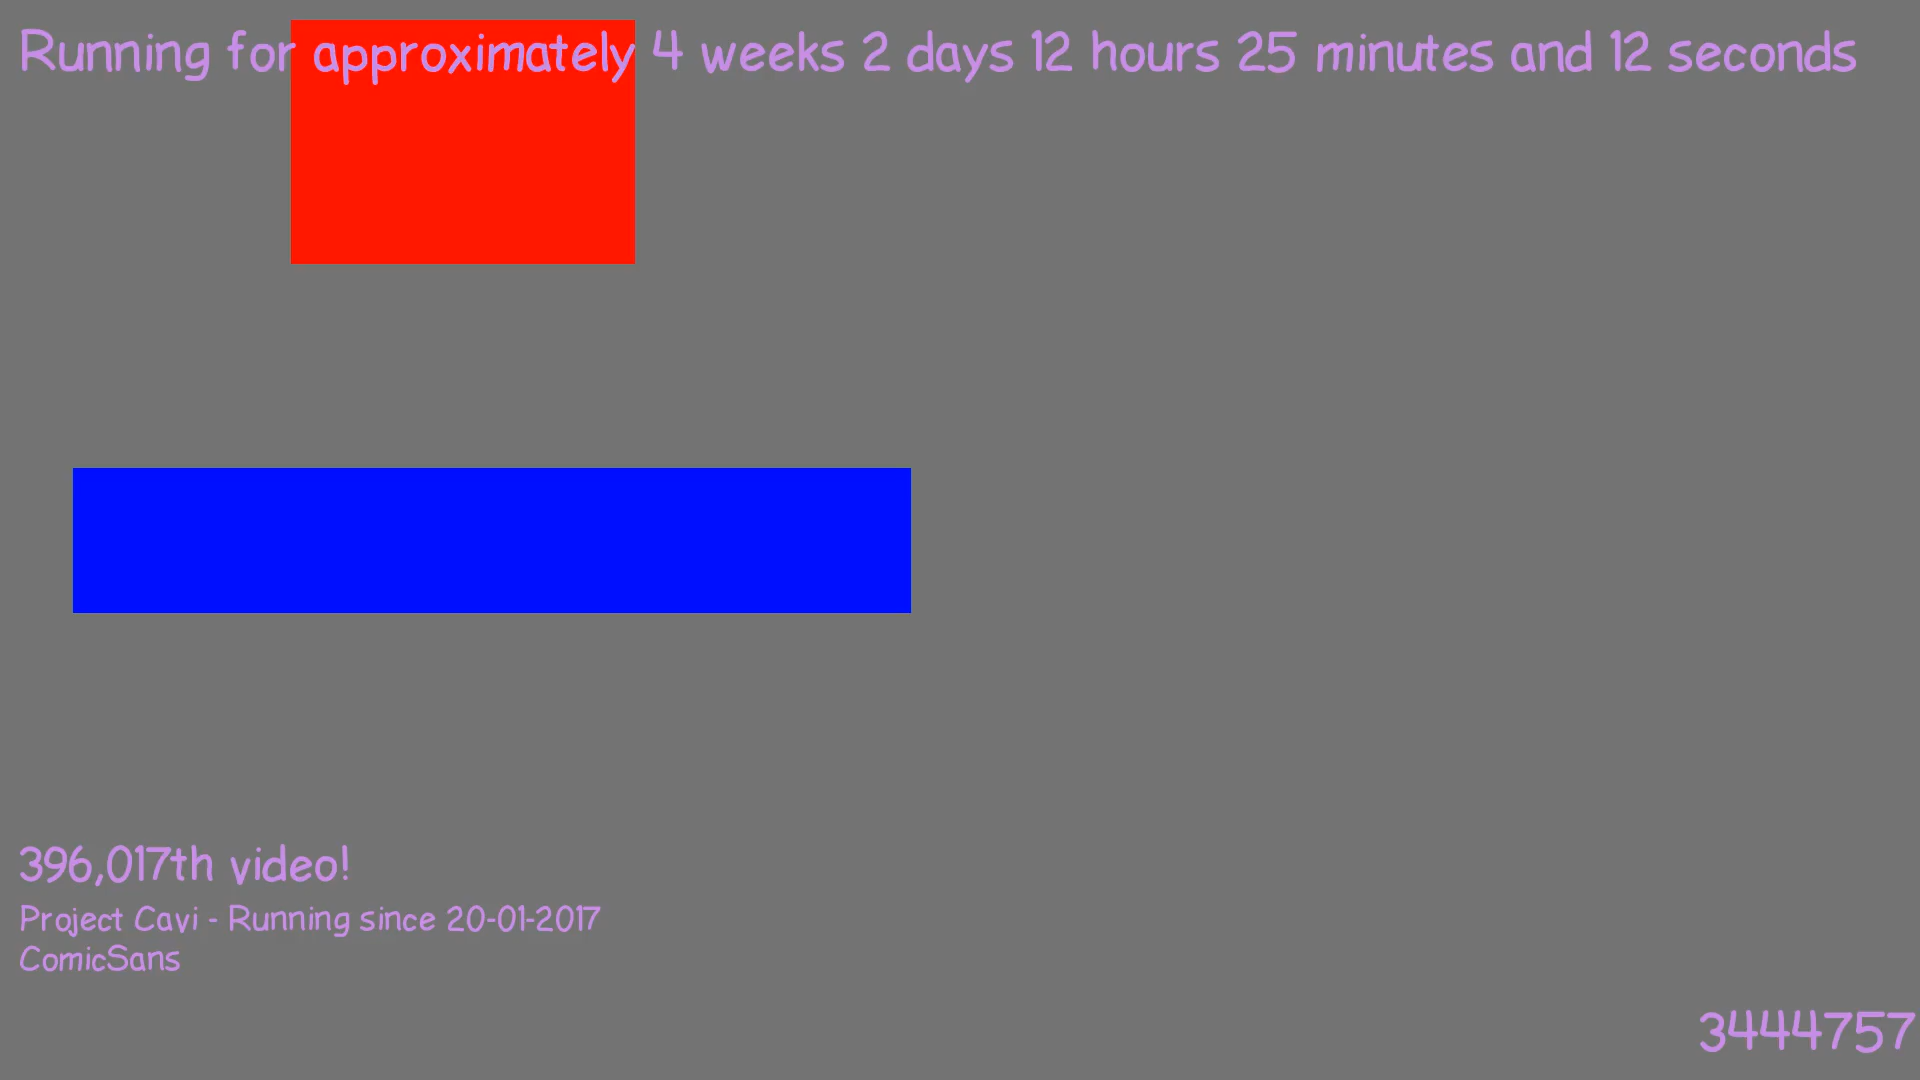 Running for approximately 4 weeks 2 days 12 hours 25 minutes and 12 seconds
396,017th video!
Project Cavi - Running since 20-01-2017
ComicSans
3444757